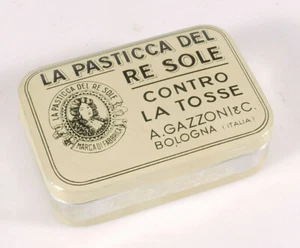 LA PASTICCA DEL
RE SOLE
CONTRO
LA TOSSE
A. GAZZONI & C.
BOLOGNA (ITALIA)
LA PASTICCA DEL RE SOLE
MARCA DI FABBRICA